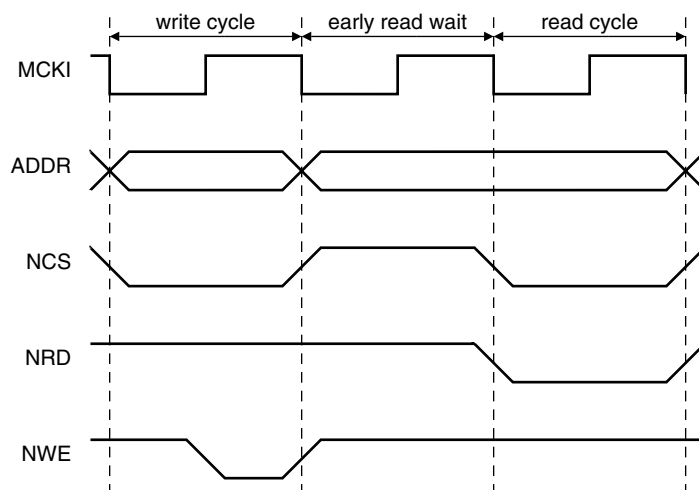 write cycle early read wait read cycle
MCKI
ADDR
NCS
NRD
NWE